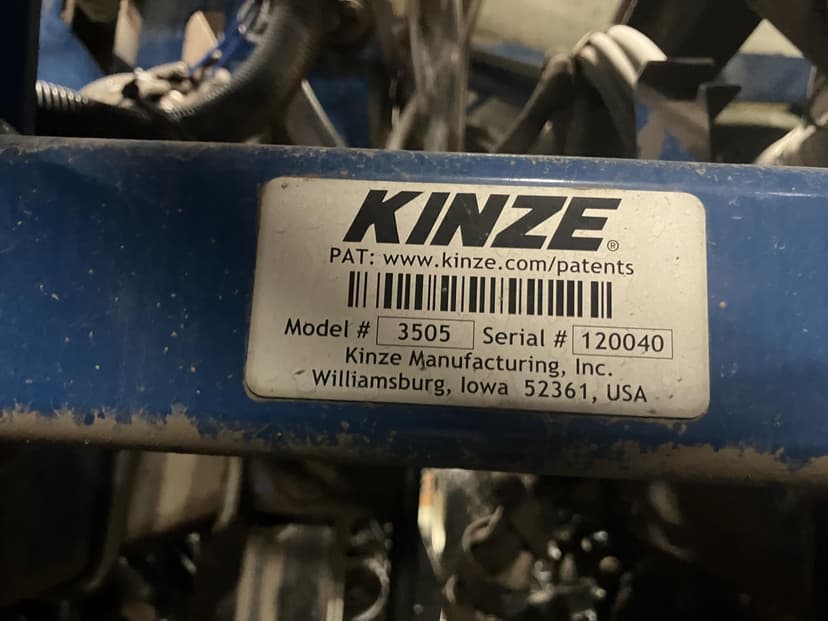 KINZE®
PAT: www.kinze.com/patents
Model # 3505 Serial # 120040
Kinze Manufacturing, Inc.
Williamsburg, Iowa 52361, USA